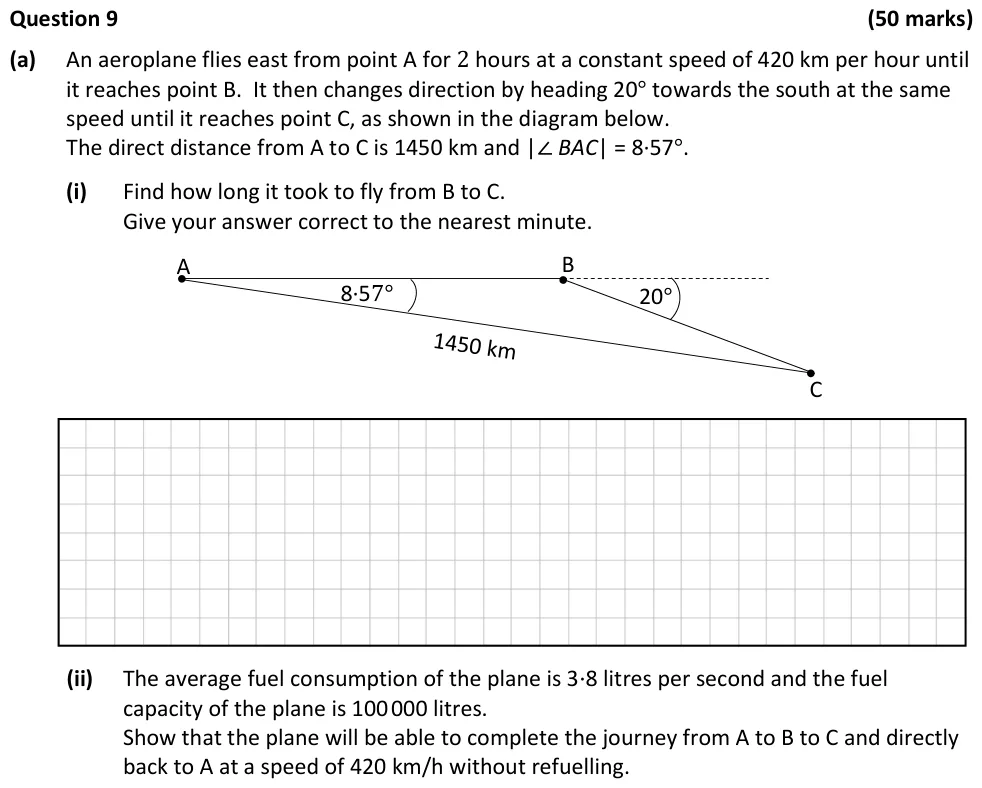 Question 9 (50 marks)
(a) An aeroplane flies east from point A for 2 hours at a constant speed of 420 km per hour until
it reaches point B. It then changes direction by heading 20° towards the south at the same
speed until it reaches point C, as shown in the diagram below.
The direct distance from A to C is 1450 km and |∠ BAC| = 8·57°.
(i) Find how long it took to fly from B to C.
Give your answer correct to the nearest minute.
A B
8·57° 20°
1450 km
C
(ii) The average fuel consumption of the plane is 3·8 litres per second and the fuel
capacity of the plane is 100 000 litres.
Show that the plane will be able to complete the journey from A to B to C and directly
back to A at a speed of 420 km/h without refuelling.